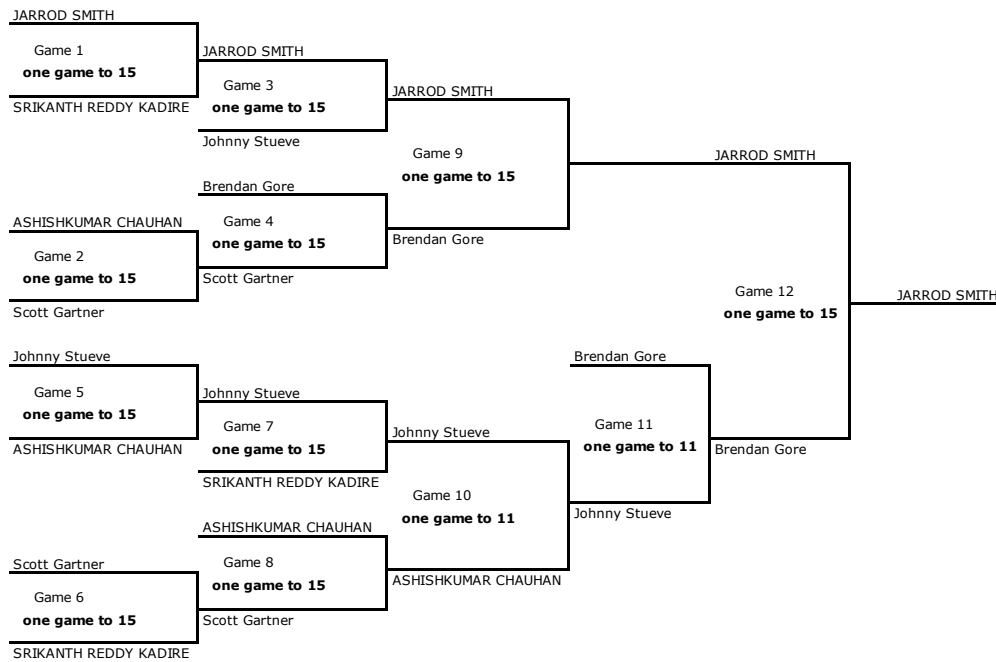 JARROD SMITH
Game 1
one game to 15
SRIKANTH REDDY KADIRE
JARROD SMITH
Game 3
one game to 15
Johnny Stueve
JARROD SMITH
Game 9
one game to 15
Brendan Gore
Brendan Gore
Game 4
one game to 15
Scott Gartner
ASHISHKUMAR CHAUHAN
Game 2
one game to 15
Scott Gartner
JARROD SMITH
Game 12
one game to 15
JARROD SMITH
Johnny Stueve
Game 5
one game to 15
ASHISHKUMAR CHAUHAN
Johnny Stueve
Game 7
one game to 15
SRIKANTH REDDY KADIRE
Johnny Stueve
Game 10
one game to 11
ASHISHKUMAR CHAUHAN
Brendan Gore
Game 11
one game to 11
Johnny Stueve
Brendan Gore
ASHISHKUMAR CHAUHAN
Game 8
one game to 15
Scott Gartner
Scott Gartner
Game 6
one game to 15
SRIKANTH REDDY KADIRE